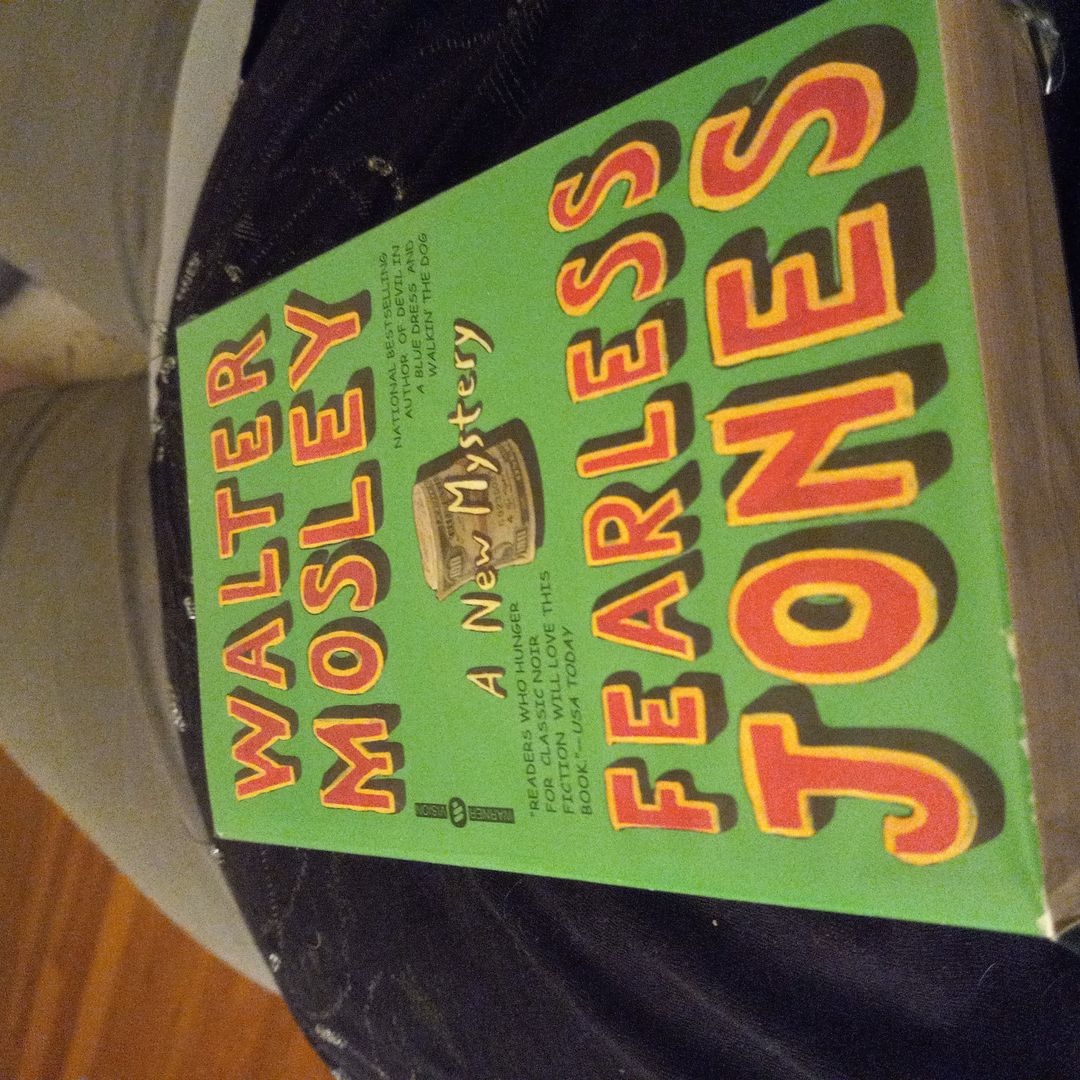 WALTER
MOSLEY
NATIONAL BESTSELLING
AUTHOR OF DEVIL IN
A BLUE DRESS AND
WALKIN' THE DOG
A New Mystery
"READERS WHO HUNGER
FOR CLASSIC NOIR
FICTION WILL LOVE THIS
BOOK."—USA TODAY
WARNER
VISION
FEARLESS
JONES